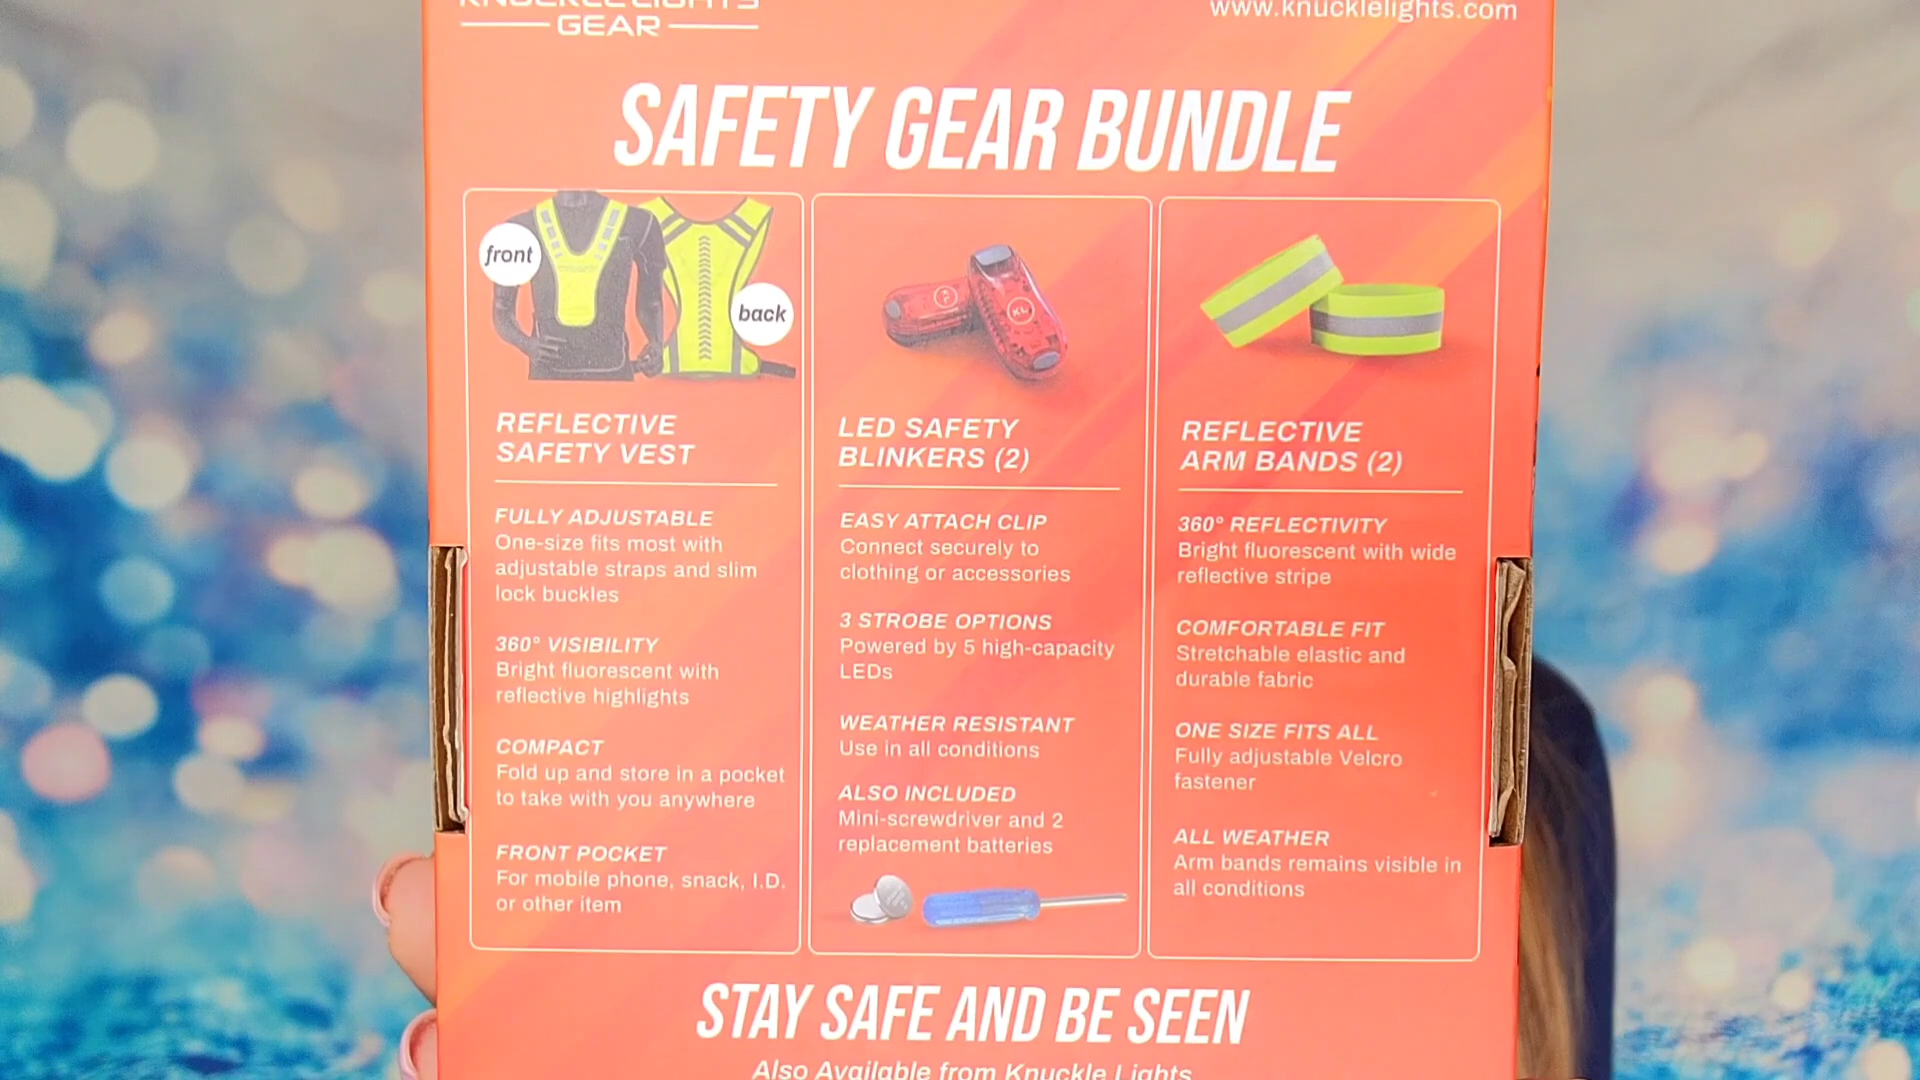 KNUCKLE LIGHTS
GEAR
www.knucklelights.com
SAFETY GEAR BUNDLE
front
back
REFLECTIVE
SAFETY VEST
FULLY ADJUSTABLE
One-size fits most with
adjustable straps and slim
lock buckles
360° VISIBILITY
Bright fluorescent with
reflective highlights
COMPACT
Fold up and store in a pocket
to take with you anywhere
FRONT POCKET
For mobile phone, snack, I.D.
or other item
KL
LED SAFETY
BLINKERS (2)
EASY ATTACH CLIP
Connect securely to
clothing or accessories
3 STROBE OPTIONS
Powered by 5 high-capacity
LEDs
WEATHER RESISTANT
Use in all conditions
ALSO INCLUDED
Mini-screwdriver and 2
replacement batteries
REFLECTIVE
ARM BANDS (2)
360° REFLECTIVITY
Bright fluorescent with wide
reflective stripe
COMFORTABLE FIT
Stretchable elastic and
durable fabric
ONE SIZE FITS ALL
Fully adjustable Velcro
fastener
ALL WEATHER
Arm bands remains visible in
all conditions
STAY SAFE AND BE SEEN
Also Available from Knuckle Lights